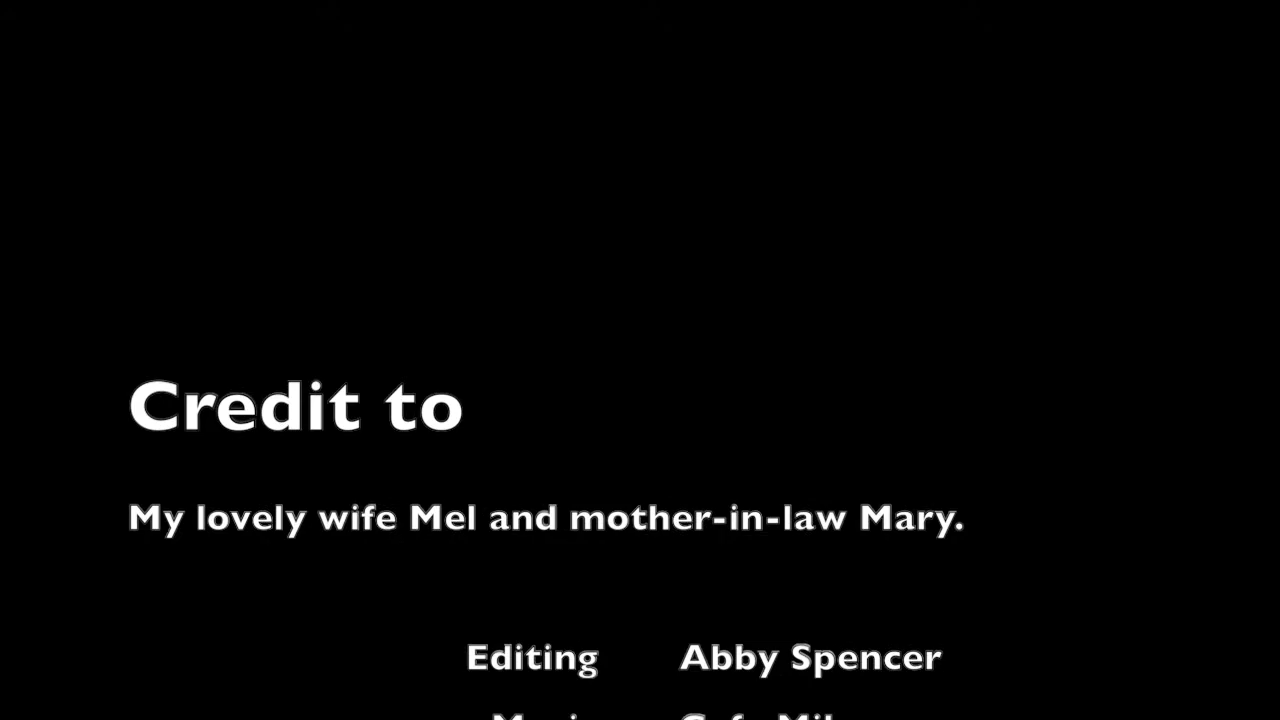 Credit to
My lovely wife Mel and mother-in-law Mary.
Editing Abby Spencer